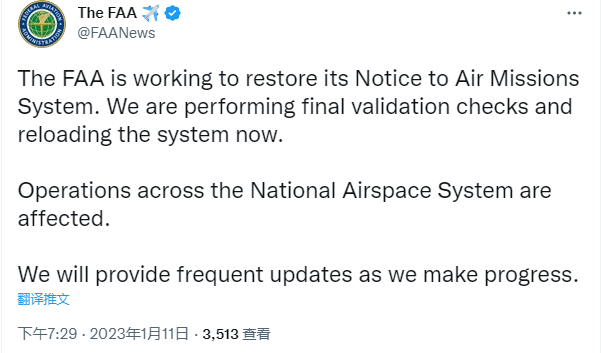 The FAA ✈️
@FAANews
The FAA is working to restore its Notice to Air Missions
System. We are performing final validation checks and
reloading the system now.
Operations across the National Airspace System are
affected.
We will provide frequent updates as we make progress.
翻译推文
下午7:29 · 2023年1月11日 · 3,513 查看